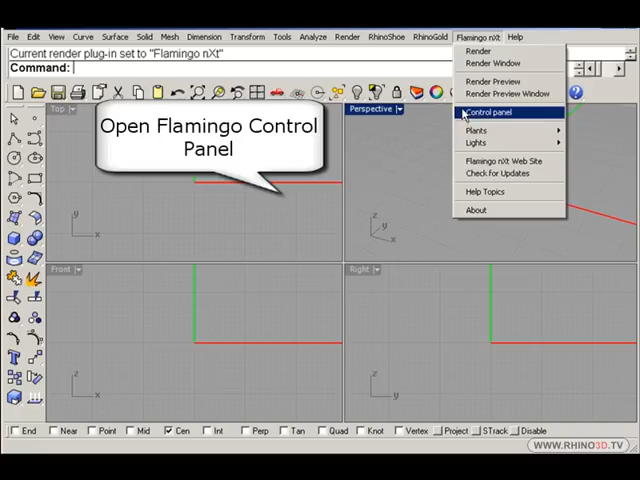 File Edit View Curve Surface Solid Mesh Dimension Transform Tools Analyze Render RhinoShoe RhinoGold Flamingo nXt Help
Current render plug-in set to "Flamingo nXt"
Command:
Render
Render Window
Render Preview
Render Preview Window
Control panel
Plants
Lights
Flamingo nXt Web Site
Check for Updates
Help Topics
About
Top
Perspective
Open Flamingo Control
Panel
y
x
z
y
x
Front
Right
z
x
z
y
End Near Point Mid Cen Int Perp Tan Quad Knot Vertex Project STrack Disable
WWW.RHINO3D.TV